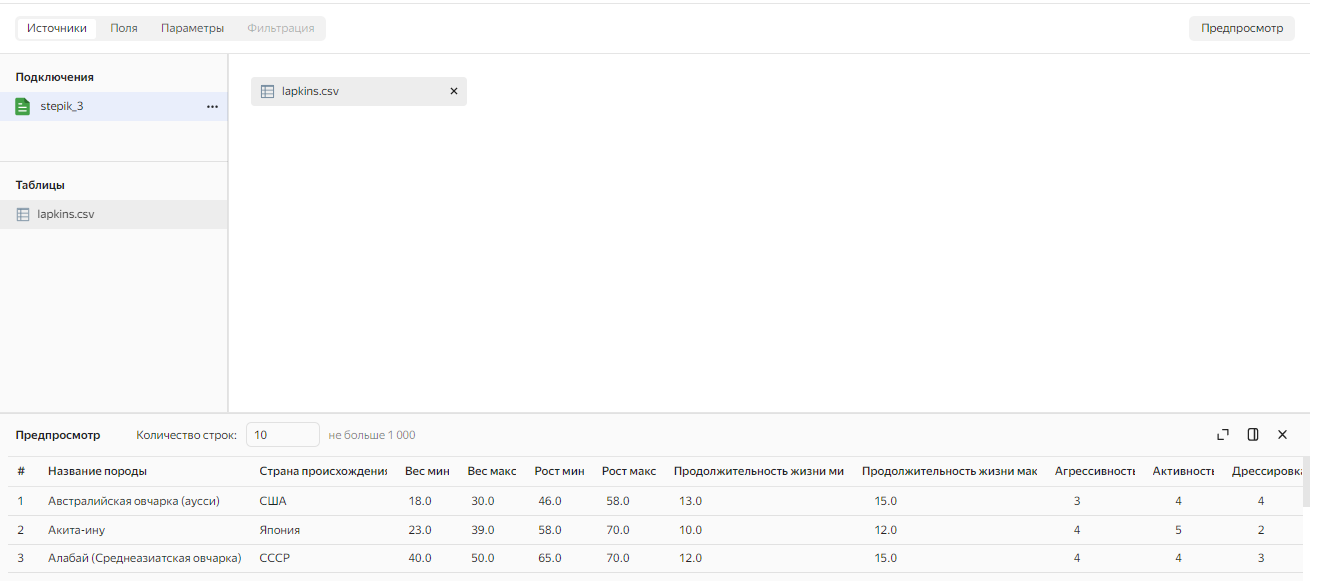 Источники Поля Параметры Фильтрация Предпросмотр
Подключения
stepik_3 ...
lapkins.csv
Таблицы
lapkins.csv
Предпросмотр Количество строк: 10 не больше 1 000
# Название породы Страна происхождения Вес мин Вес макс Рост мин Рост макс Продолжительность жизни ми Продолжительность жизни мак Агрессивность Активность Дрессировка
1 Австралийская овчарка (аусси) США 18.0 30.0 46.0 58.0 13.0 15.0 3 4 4
2 Акита-ину Япония 23.0 39.0 58.0 70.0 10.0 12.0 4 5 2
3 Алабай (Среднеазиатская овчарка) СССР 40.0 50.0 65.0 70.0 12.0 15.0 4 4 3